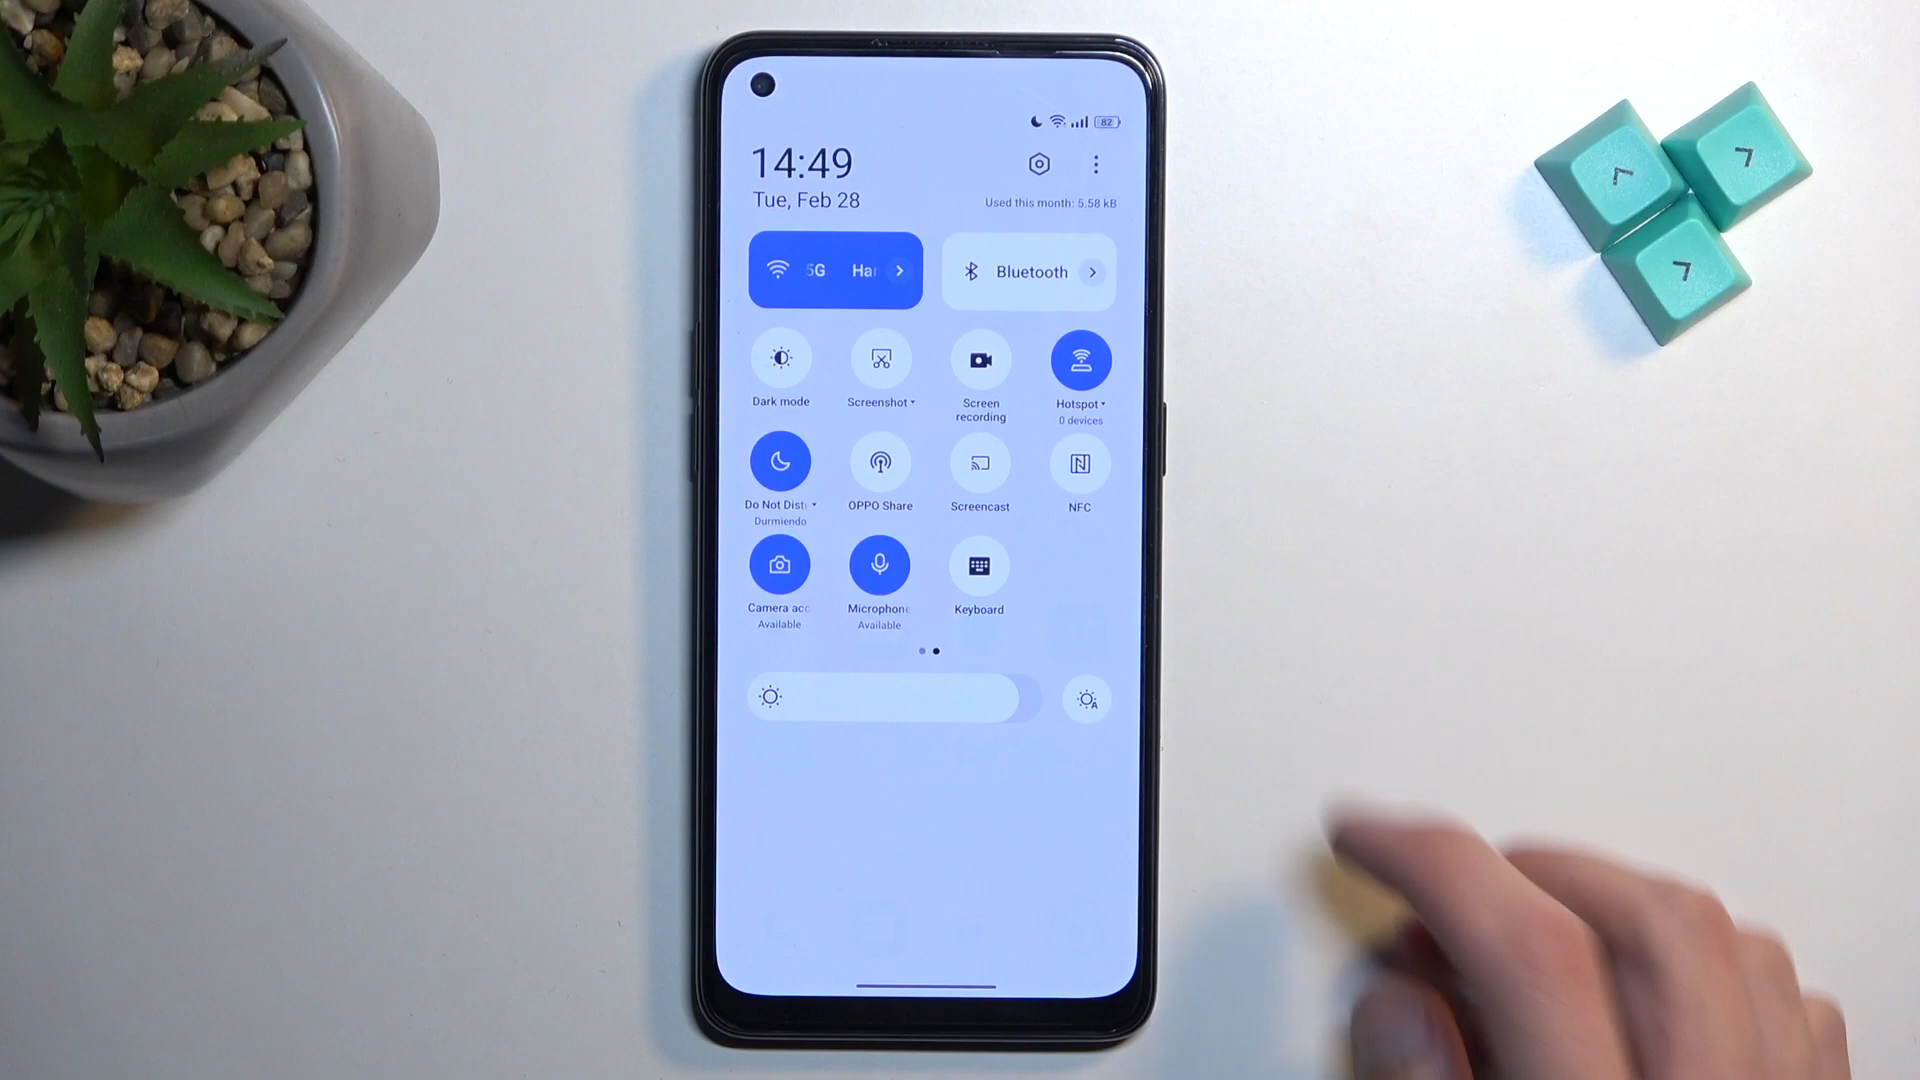 82
14:49
Tue, Feb 28
Used this month: 5.58 kB
5G Har
Bluetooth
Dark mode
Screenshot
Screen recording
Hotspot
0 devices
Do Not Dist
Durmiendo
OPPO Share
Screencast
NFC
Camera acc
Available
Microphone
Available
Keyboard
A